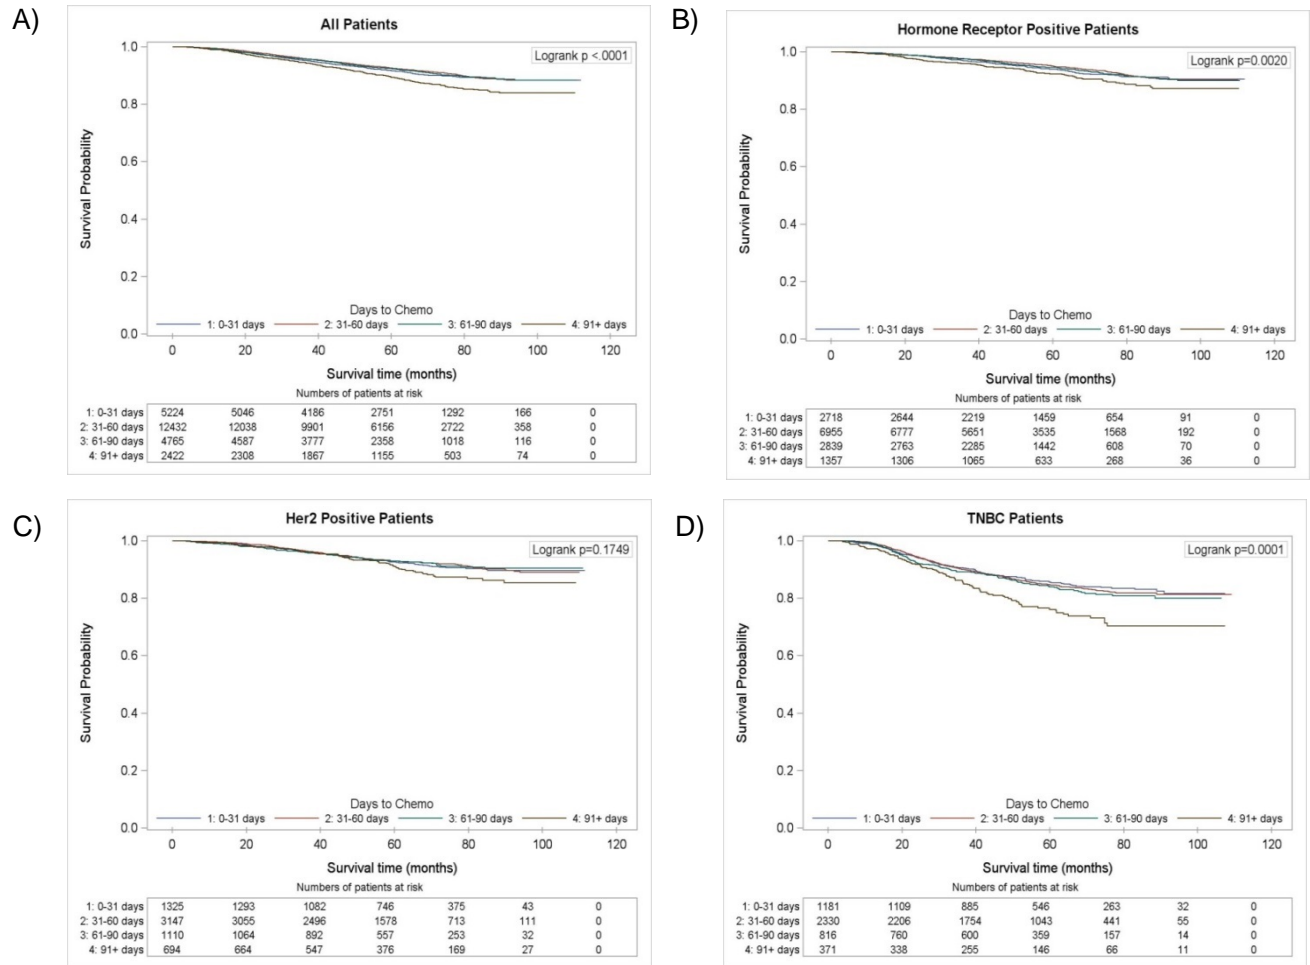 A)
All Patients
Logrank p <.0001
Survival Probability
1.0
0.8
0.6
0.4
0.2
0.0
Days to Chemo
1: 0-31 days 2: 31-60 days 3: 61-90 days 4: 91+ days
0 20 40 60 80 100 120
Survival time (months)
Numbers of patients at risk
1: 0-31 days 5224 5046 4186 2751 1292 166 0
2: 31-60 days 12432 12038 9901 6156 2722 358 0
3: 61-90 days 4765 4587 3777 2358 1018 116 0
4: 91+ days 2422 2308 1867 1155 503 74 0
B)
Hormone Receptor Positive Patients
Logrank p=0.0020
Survival Probability
1.0
0.8
0.6
0.4
0.2
0.0
Days to Chemo
1: 0-31 days 2: 31-60 days 3: 61-90 days 4: 91+ days
0 20 40 60 80 100 120
Survival time (months)
Numbers of patients at risk
1: 0-31 days 2718 2644 2219 1459 654 91 0
2: 31-60 days 6955 6777 5651 3535 1568 192 0
3: 61-90 days 2839 2763 2285 1442 608 70 0
4: 91+ days 1357 1306 1065 633 268 36 0
C)
Her2 Positive Patients
Logrank p=0.1749
Survival Probability
1.0
0.8
0.6
0.4
0.2
0.0
Days to Chemo
1: 0-31 days 2: 31-60 days 3: 61-90 days 4: 91+ days
0 20 40 60 80 100 120
Survival time (months)
Numbers of patients at risk
1: 0-31 days 1325 1293 1082 746 375 43 0
2: 31-60 days 3147 3055 2496 1578 713 111 0
3: 61-90 days 1110 1064 892 557 253 32 0
4: 91+ days 694 664 547 376 169 27 0
D)
TNBC Patients
Logrank p=0.0001
Survival Probability
1.0
0.8
0.6
0.4
0.2
0.0
Days to Chemo
1: 0-31 days 2: 31-60 days 3: 61-90 days 4: 91+ days
0 20 40 60 80 100 120
Survival time (months)
Numbers of patients at risk
1: 0-31 days 1181 1109 885 546 263 32 0
2: 31-60 days 2330 2206 1754 1043 441 55 0
3: 61-90 days 816 760 600 359 157 14 0
4: 91+ days 371 338 255 146 66 11 0